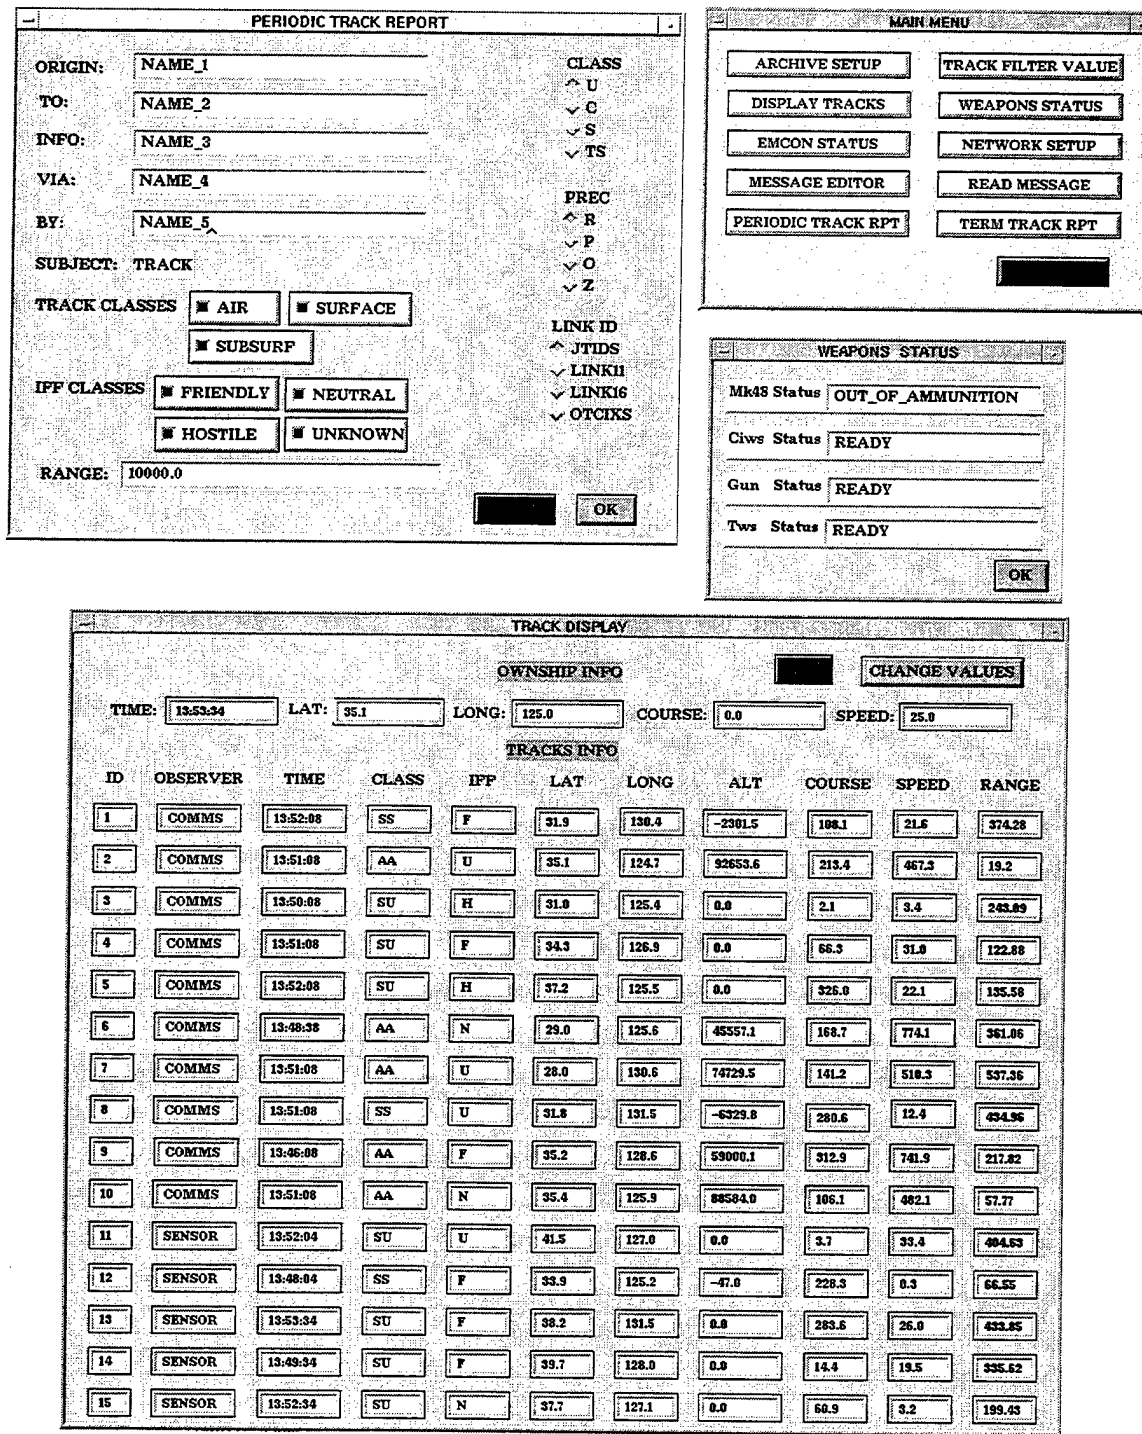 PERIODIC TRACK REPORT
ORIGIN: NAME_1
TO: NAME_2
INFO: NAME_3
VIA: NAME_4
BY: NAME_5
SUBJECT: TRACK
TRACK CLASSES AIR SURFACE
SUBSURF
IFF CLASSES FRIENDLY NEUTRAL
HOSTILE UNKNOWN
RANGE: 10000.0
CLASS
U
C
S
TS
PREC
R
P
O
Z
LINK ID
JTIDS
LINK11
LINK16
OTCIXS
OK
MAIN MENU
ARCHIVE SETUP TRACK FILTER VALUE
DISPLAY TRACKS WEAPONS STATUS
EMCON STATUS NETWORK SETUP
MESSAGE EDITOR READ MESSAGE
PERIODIC TRACK RPT TERM TRACK RPT
WEAPONS STATUS
Mk48 Status OUT_OF_AMMUNITION
Ciws Status READY
Gun Status READY
Tws Status READY
OK
TRACK DISPLAY
OWNSHIP INFO CHANGE VALUES
TIME: 13:53:34 LAT: 35.1 LONG: 125.0 COURSE: 0.0 SPEED: 25.0
TRACKS INFO
ID OBSERVER TIME CLASS IFF LAT LONG ALT COURSE SPEED RANGE
1 COMMS 13:52:08 SS F 31.9 130.4 -2301.5 108.1 21.6 374.28
2 COMMS 13:51:08 AA U 35.1 124.7 92653.6 213.4 467.3 19.2
3 COMMS 13:50:08 SU H 31.0 125.4 0.0 2.1 3.4 243.09
4 COMMS 13:51:08 SU F 34.3 126.9 0.0 66.3 31.0 122.88
5 COMMS 13:52:08 SU H 37.2 125.5 0.0 326.0 22.1 135.58
6 COMMS 13:48:38 AA N 29.0 125.6 45557.1 168.7 774.1 361.06
7 COMMS 13:51:08 AA U 28.0 130.6 74729.5 141.2 510.3 537.36
8 COMMS 13:51:08 SS U 31.8 131.5 -6329.8 280.6 12.4 434.96
9 COMMS 13:46:08 AA F 35.2 128.6 59000.1 312.9 741.9 217.82
10 COMMS 13:51:08 AA N 35.4 125.9 88584.0 106.1 482.1 57.77
11 SENSOR 13:52:04 SU U 41.5 127.0 0.0 3.7 33.4 404.63
12 SENSOR 13:48:04 SS F 33.9 125.2 -47.0 228.3 0.3 66.55
13 SENSOR 13:53:34 SU F 38.2 131.5 0.0 283.6 26.0 433.85
14 SENSOR 13:49:34 SU F 39.7 128.0 0.0 14.4 19.5 335.62
15 SENSOR 13:52:34 SU N 37.7 127.1 0.0 60.9 3.2 199.43